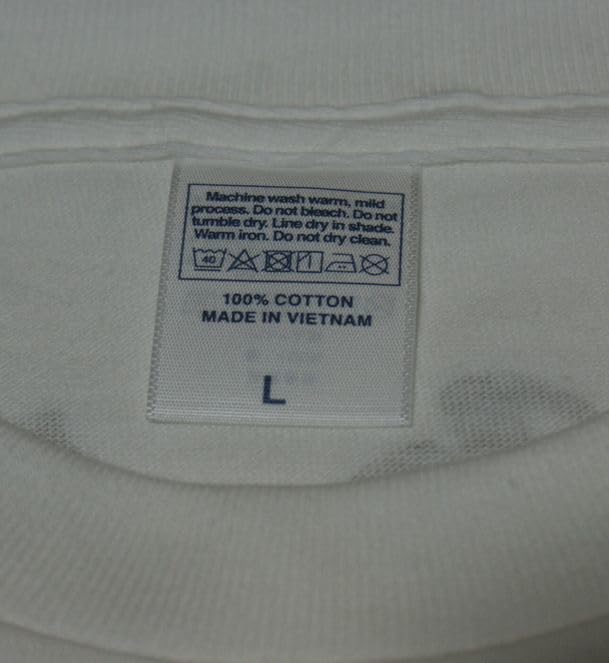 Machine wash warm, mild
process. Do not bleach. Do not
tumble dry. Line dry in shade.
Warm iron. Do not dry clean.
40
100% COTTON
MADE IN VIETNAM
L